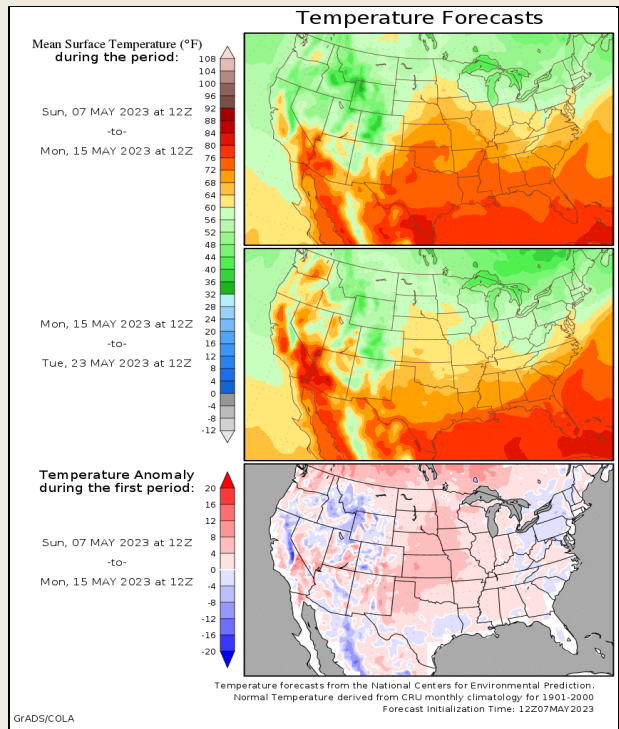 Temperature Forecasts
Mean Surface Temperature (°F)
during the period:
108
104
100
96
92
88
84
80
76
72
68
64
60
56
52
48
44
40
36
32
28
24
20
16
12
8
4
0
-4
-8
-12
Sun, 07 MAY 2023 at 12Z
-to-
Mon, 15 MAY 2023 at 12Z
Mon, 15 MAY 2023 at 12Z
-to-
Tue, 23 MAY 2023 at 12Z
Temperature Anomaly
during the first period:
20
16
12
8
4
0
-4
-8
-12
-16
-20
Sun, 07 MAY 2023 at 12Z
-to-
Mon, 15 MAY 2023 at 12Z
Temperature forecasts from the National Centers for Environmental Prediction.
Normal Temperature derived from CRU monthly climatology for 1901-2000
Forecast Initialization Time: 12Z07MAY2023
GrADS/COLA